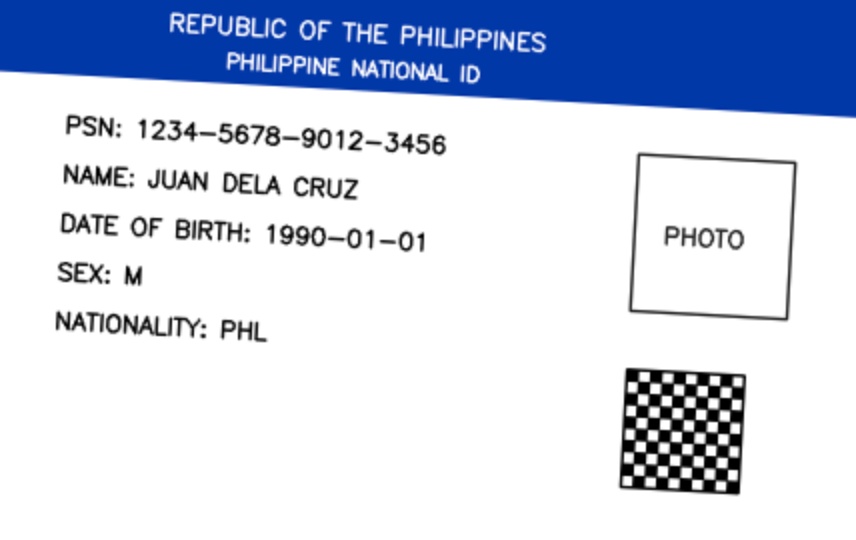 REPUBLIC OF THE PHILIPPINES
PHILIPPINE NATIONAL ID
PSN: 1234-5678-9012-3456
NAME: JUAN DELA CRUZ
DATE OF BIRTH: 1990-01-01
SEX: M
NATIONALITY: PHL
PHOTO